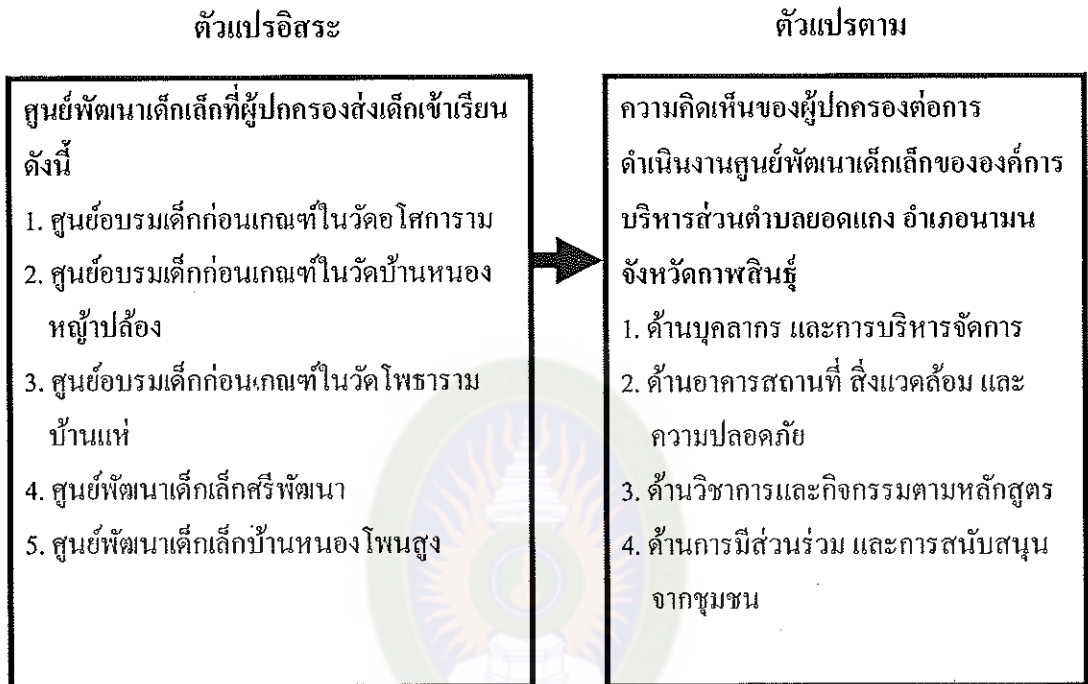 ตัวแปรอิสระ
ศูนย์พัฒนาเด็กเล็กที่ผู้ปกครองส่งเด็กเข้าเรียน
ดังนี้
1. ศูนย์อบรมเด็กก่อนเกณฑ์ในวัดอโศการาม
2. ศูนย์อบรมเด็กก่อนเกณฑ์ในวัดบ้านหนอง
หญ้าปล้อง
3. ศูนย์อบรมเด็กก่อนเกณฑ์ในวัดโพธาราม
บ้านแห่
4. ศูนย์พัฒนาเด็กเล็กศรีพัฒนา
5. ศูนย์พัฒนาเด็กเล็กบ้านหนองโพนสูง
ตัวแปรตาม
ความคิดเห็นของผู้ปกครองต่อการ
ดำเนินงานศูนย์พัฒนาเด็กเล็กขององค์การ
บริหารส่วนตำบลยอดแกง อำเภอนามน
จังหวัดกาฬสินธุ์
1. ด้านบุคลากร และการบริหารจัดการ
2. ด้านอาคารสถานที่ สิ่งแวดล้อม และ
ความปลอดภัย
3. ด้านวิชาการและกิจกรรมตามหลักสูตร
4. ด้านการมีส่วนร่วม และการสนับสนุน
จากชุมชน